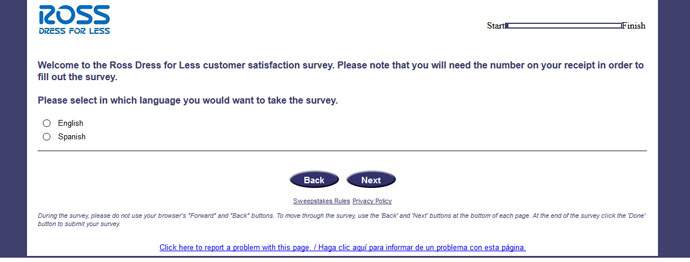 ROSS
DRESS FOR LESS
Start Finish
Welcome to the Ross Dress for Less customer satisfaction survey. Please note that you will need the number on your receipt in order to
fill out the survey.
Please select in which language you would want to take the survey.
English
Spanish
Back Next
Sweepstakes Rules Privacy Policy
During the survey, please do not use your browser's "Forward" and "Back" buttons. To move through the survey, use the 'Back' and 'Next' buttons at the bottom of each page. At the end of the survey click the 'Done'
button to submit your survey.
Click here to report a problem with this page. / Haga clic aquí para informar de un problema con esta página.